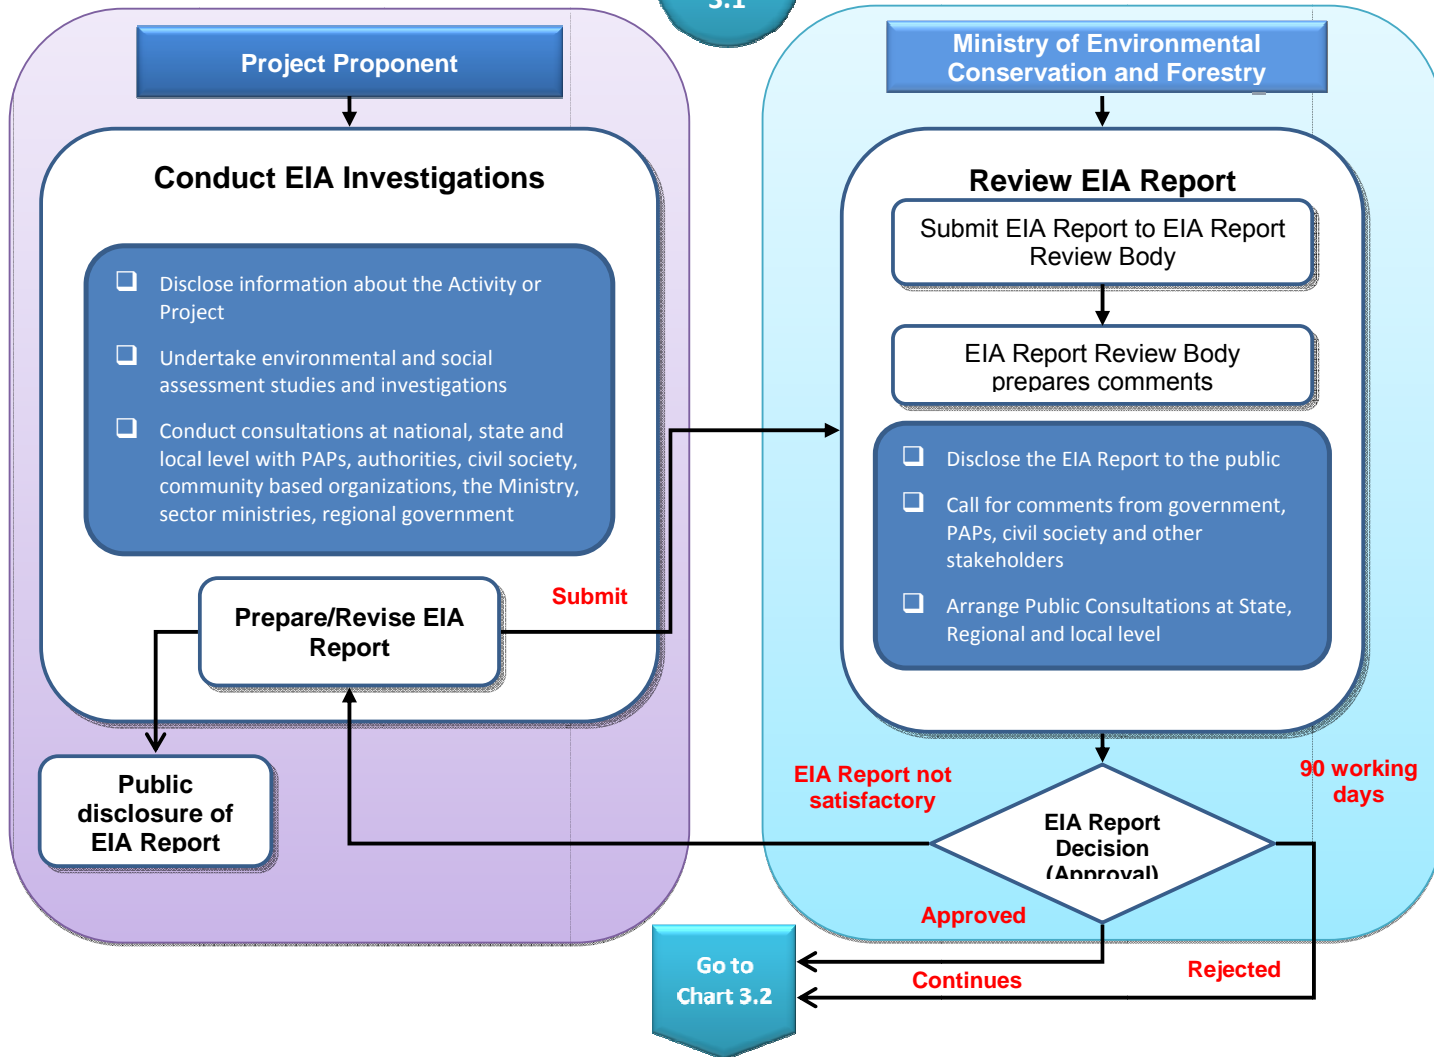 3.1
Project Proponent
Conduct EIA Investigations
❑ Disclose information about the Activity or
Project
❑ Undertake environmental and social
assessment studies and investigations
❑ Conduct consultations at national, state and
local level with PAPs, authorities, civil society,
community based organizations, the Ministry,
sector ministries, regional government
Submit
Prepare/Revise EIA
Report
Public
disclosure of
EIA Report
Ministry of Environmental
Conservation and Forestry
Review EIA Report
Submit EIA Report to EIA Report
Review Body
EIA Report Review Body
prepares comments
❑ Disclose the EIA Report to the public
❑ Call for comments from government,
PAPs, civil society and other
stakeholders
❑ Arrange Public Consultations at State,
Regional and local level
EIA Report not
satisfactory
90 working
days
EIA Report
Decision
(Approval)
Approved
Continues
Rejected
Go to
Chart 3.2